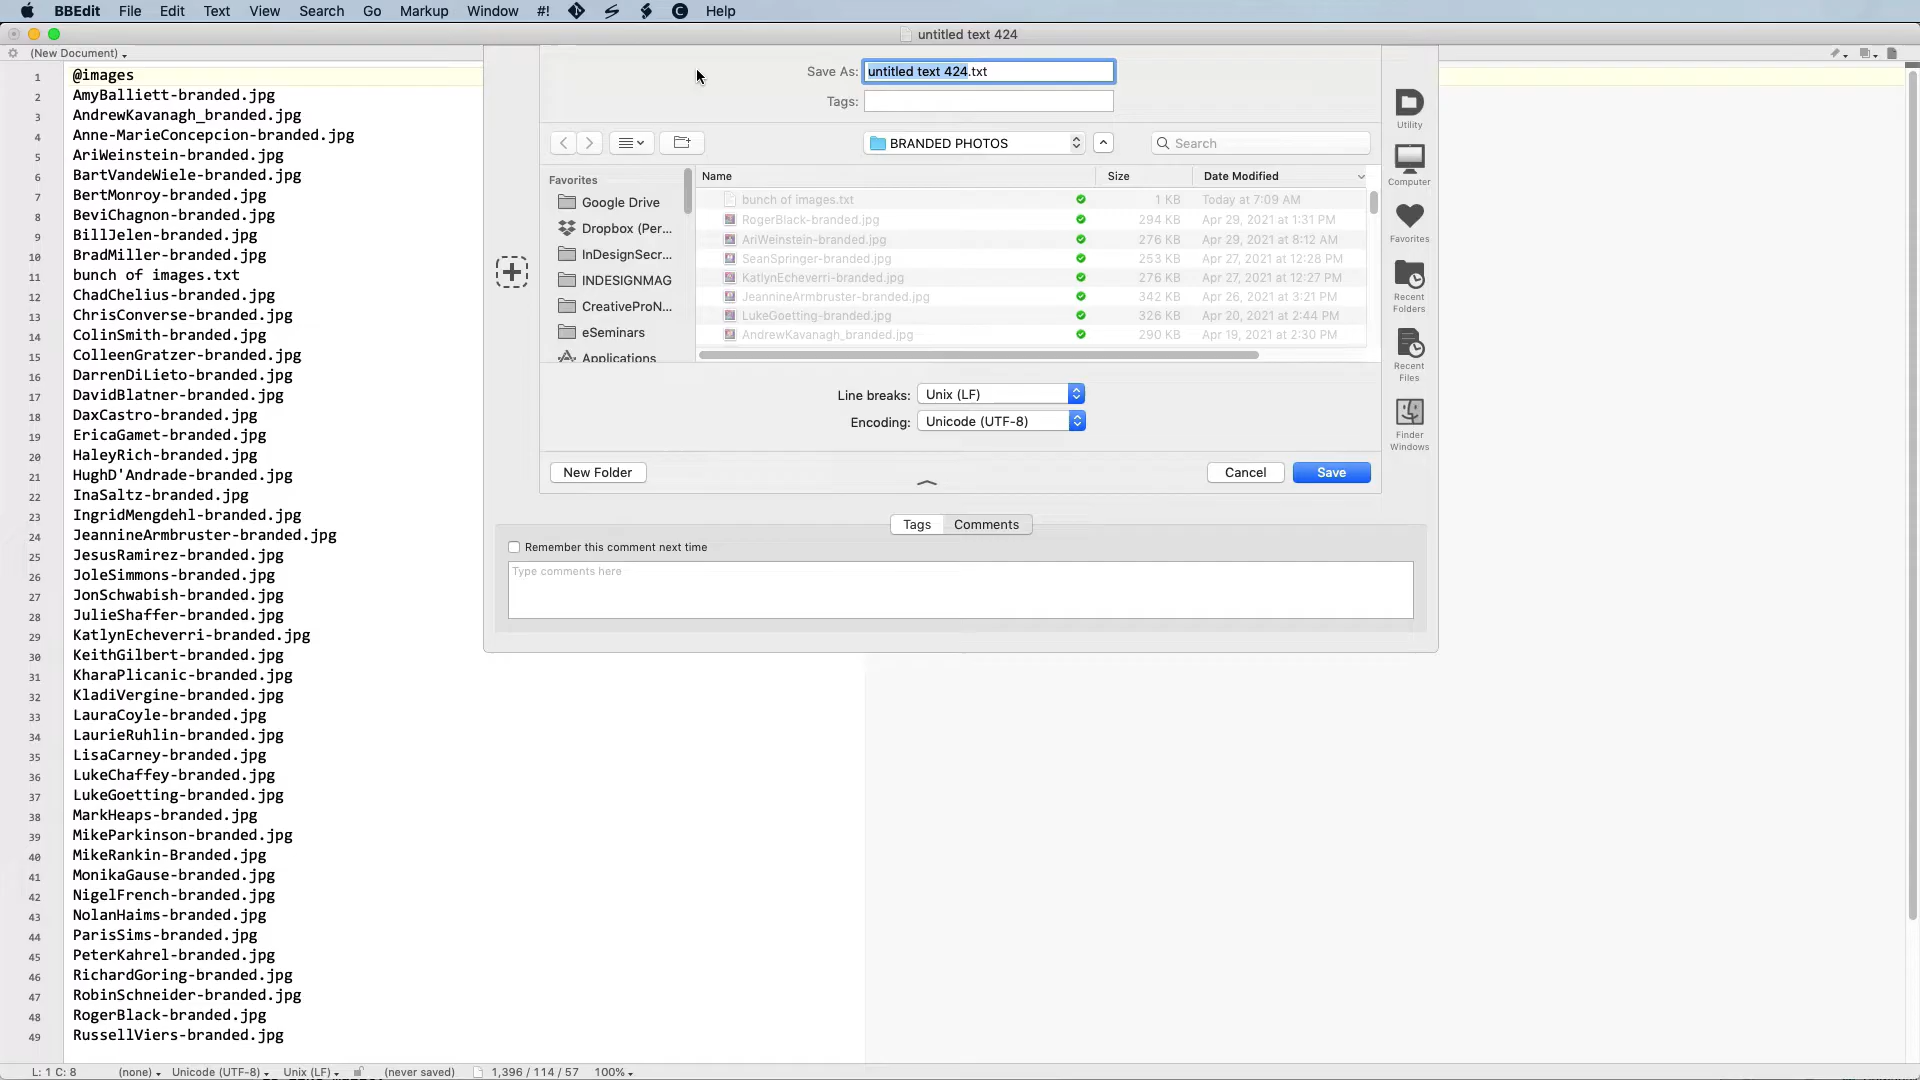 BBEdit File Edit Text View Search Go Markup Window #! Help
untitled text 424
(New Document)
1 @images
2 AmyBalliett-branded.jpg
3 AndrewKavanagh_branded.jpg
4 Anne-MarieConcepcion-branded.jpg
5 AriWeinstein-branded.jpg
6 BartVandeWiele-branded.jpg
7 BertMonroy-branded.jpg
8 BeviChagnon-branded.jpg
9 BillJelen-branded.jpg
10 BradMiller-branded.jpg
11 bunch of images.txt
12 ChadChelius-branded.jpg
13 ChrisConverse-branded.jpg
14 ColinSmith-branded.jpg
15 ColleenGratzer-branded.jpg
16 DarrenDiLieto-branded.jpg
17 DavidBlatner-branded.jpg
18 DaxCastro-branded.jpg
19 EricaGamet-branded.jpg
20 HaleyRich-branded.jpg
21 HughD'Andrade-branded.jpg
22 InaSaltz-branded.jpg
23 IngridMengdehl-branded.jpg
24 JeannineArmbruster-branded.jpg
25 JesusRamirez-branded.jpg
26 JoleSimmons-branded.jpg
27 JonSchwabish-branded.jpg
28 JulieShaffer-branded.jpg
29 KatlynEcheverri-branded.jpg
30 KeithGilbert-branded.jpg
31 KharaPlicanic-branded.jpg
32 KladiVergine-branded.jpg
33 LauraCoyle-branded.jpg
34 LaurieRuhlin-branded.jpg
35 LisaCarney-branded.jpg
36 LukeChaffey-branded.jpg
37 LukeGoetting-branded.jpg
38 MarkHeaps-branded.jpg
39 MikeParkinson-branded.jpg
40 MikeRankin-Branded.jpg
41 MonikaGause-branded.jpg
42 NigelFrench-branded.jpg
43 NolanHaims-branded.jpg
44 ParisSims-branded.jpg
45 PeterKahrel-branded.jpg
46 RichardGoring-branded.jpg
47 RobinSchneider-branded.jpg
48 RogerBlack-branded.jpg
49 RussellViers-branded.jpg
Save As: untitled text 424.txt
Tags:
BRANDED PHOTOS
Search
Favorites
Google Drive
Dropbox (Per...
InDesignSecr...
INDESIGNMAG
CreativeProN...
eSeminars
Applications
Name Size Date Modified
bunch of images.txt 1 KB Today at 7:09 AM
RogerBlack-branded.jpg 294 KB Apr 29, 2021 at 1:31 PM
AriWeinstein-branded.jpg 276 KB Apr 29, 2021 at 8:12 AM
SeanSpringer-branded.jpg 253 KB Apr 27, 2021 at 12:28 PM
KatlynEcheverri-branded.jpg 276 KB Apr 27, 2021 at 12:27 PM
JeannineArmbruster-branded.jpg 342 KB Apr 26, 2021 at 3:21 PM
LukeGoetting-branded.jpg 326 KB Apr 20, 2021 at 2:44 PM
AndrewKavanagh_branded.jpg 290 KB Apr 19, 2021 at 2:30 PM
Line breaks: Unix (LF)
Encoding: Unicode (UTF-8)
New Folder
Cancel
Save
Tags
Comments
Remember this comment next time
Type comments here
Utility
Computer
Favorites
Recent
Folders
Recent
Files
Finder
Windows
L: 1 C: 8 (none) Unicode (UTF-8) Unix (LF) (never saved) 1,396 / 114 / 57 100%